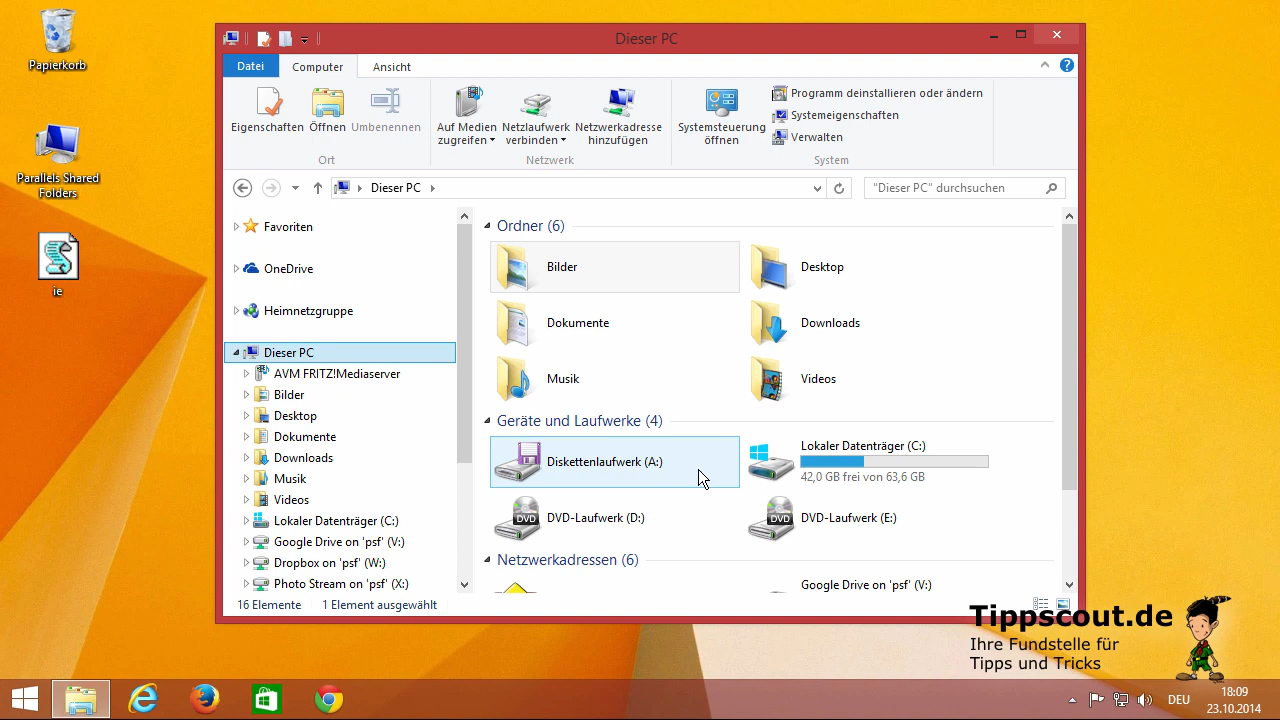 Papierkorb
Parallels Shared
Folders
ie
Dieser PC
Datei
Computer
Ansicht
Eigenschaften
Öffnen
Umbenennen
Ort
Auf Medien
zugreifen
Netzlaufwerk
verbinden
Netzwerkadresse
hinzufügen
Netzwerk
Systemsteuerung
öffnen
Programm deinstallieren oder ändern
Systemeigenschaften
Verwalten
System
Dieser PC
"Dieser PC" durchsuchen
Favoriten
OneDrive
Heimnetzgruppe
Dieser PC
AVM FRITZ!Mediaserver
Bilder
Desktop
Dokumente
Downloads
Musik
Videos
Lokaler Datenträger (C:)
Google Drive on 'psf' (V:)
Dropbox on 'psf' (W:)
Photo Stream on 'psf' (X:)
Ordner (6)
Bilder
Desktop
Dokumente
Downloads
Musik
Videos
Geräte und Laufwerke (4)
Diskettenlaufwerk (A:)
Lokaler Datenträger (C:)
42,0 GB frei von 63,6 GB
DVD
DVD-Laufwerk (D:)
DVD
DVD-Laufwerk (E:)
Netzwerkadressen (6)
Google Drive on 'psf' (V:)
16 Elemente
1 Element ausgewählt
Tippscout.de
Ihre Fundstelle für
Tipps und Tricks
DEU
18:09
23.10.2014